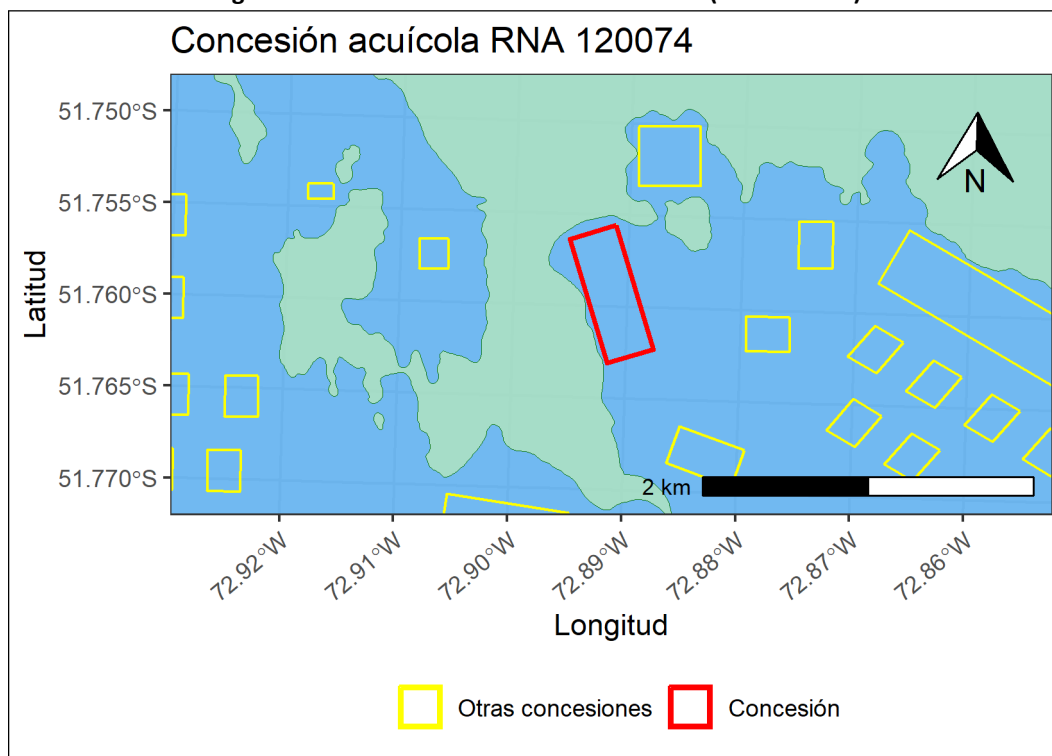 Concesión acuícola RNA 120074
51.750°S
51.755°S
51.760°S
51.765°S
51.770°S
Latitud
N
2 km
72.92°W
72.91°W
72.90°W
72.89°W
72.88°W
72.87°W
72.86°W
Longitud
Otras concesiones
Concesión